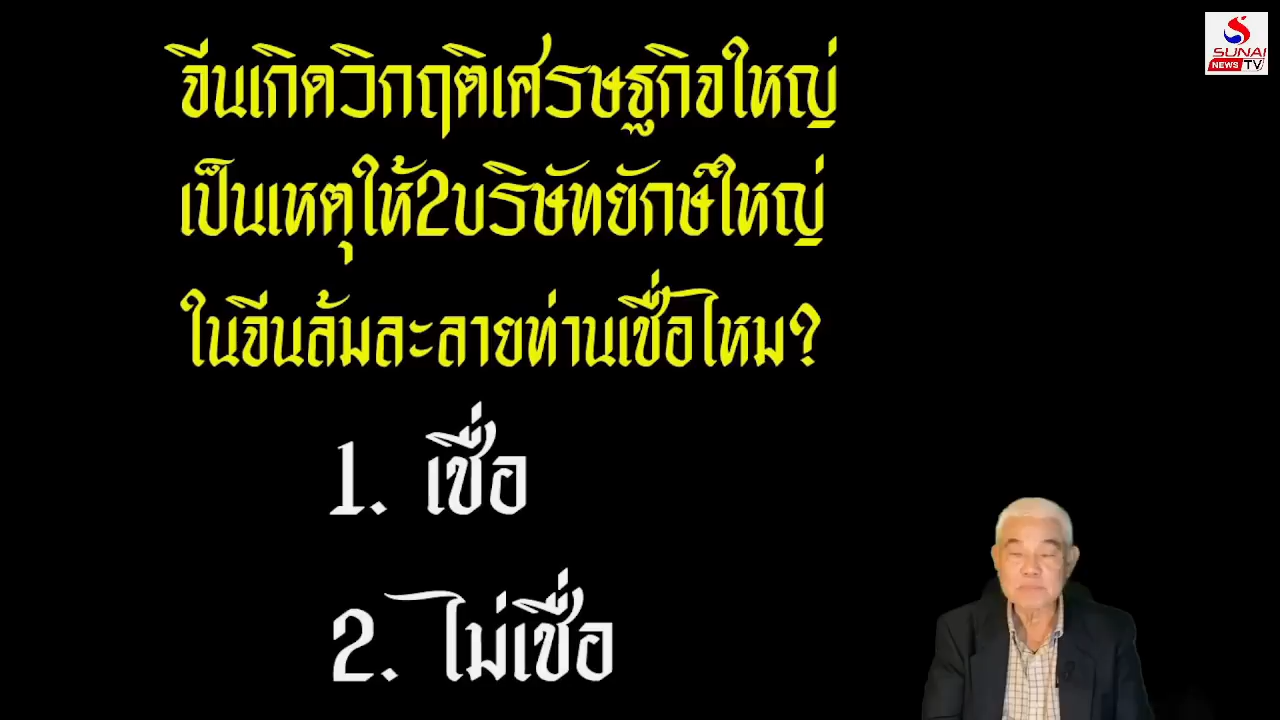 จีนเกิดวิกฤติเศรษฐกิจใหญ่
เป็นเหตุให้2บริษัทยักษ์ใหญ่
ในจีนล้มละลายท่านเชื่อไหม?
1. เชื่อ
2. ไม่เชื่อ
SUNAI
NEWS TV